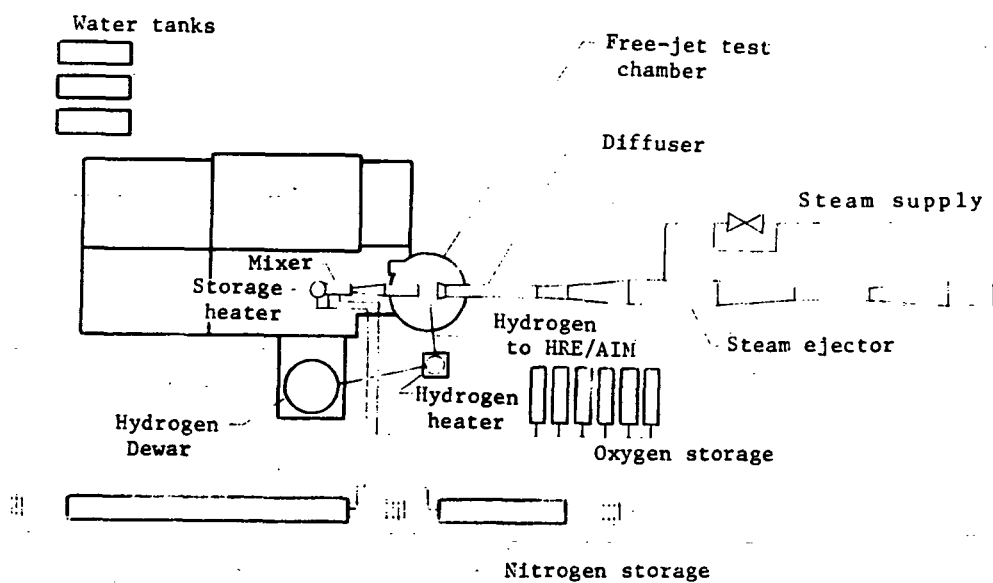 Water tanks
Free-jet test
chamber
Diffuser
Steam supply
Mixer
Storage
heater
Hydrogen
to HRE/AIM
Steam ejector
Hydrogen
heater
Hydrogen
Dewar
Oxygen storage
Nitrogen storage